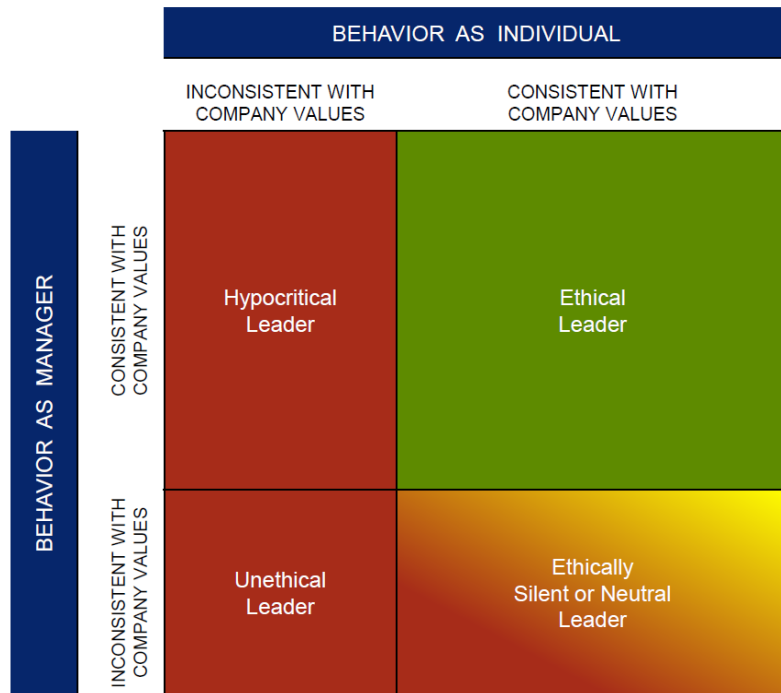 BEHAVIOR AS INDIVIDUAL
INCONSISTENT WITH
COMPANY VALUES
CONSISTENT WITH
COMPANY VALUES
BEHAVIOR AS MANAGER
CONSISTENT WITH
COMPANY VALUES
Hypocritical
Leader
Ethical
Leader
INCONSISTENT WITH
COMPANY VALUES
Unethical
Leader
Ethically
Silent or Neutral
Leader